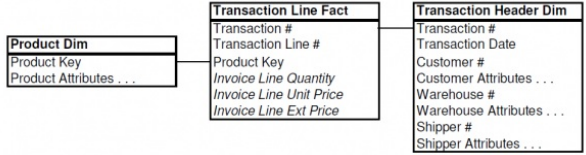 Product Dim
Product Key
Product Attributes . . .
Transaction Line Fact
Transaction #
Transaction Line #
Product Key
Invoice Line Quantity
Invoice Line Unit Price
Invoice Line Ext Price
Transaction Header Dim
Transaction #
Transaction Date
Customer #
Customer Attributes . . .
Warehouse #
Warehouse Attributes . . .
Shipper #
Shipper Attributes . . .